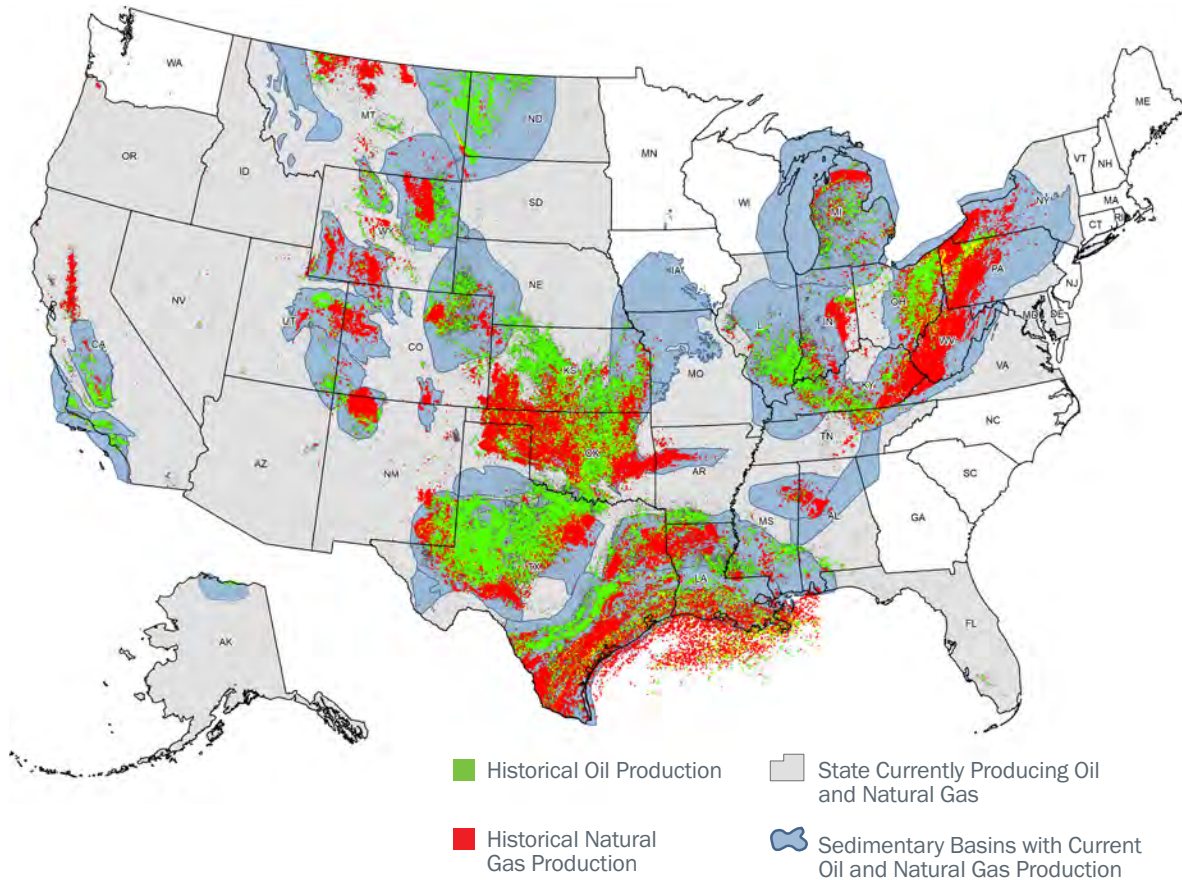 WA
ME
MT
ND
MN
VT
NH
OR
ID
WI
MI
NY
MA
SD
CT
RI
WY
IA
PA
NJ
NE
OH
NV
IN
MD
DE
UT
IL
WV
CA
CO
KS
MO
KY
VA
NC
TN
OK
AZ
NM
AR
SC
MS
AL
GA
TX
LA
AK
FL
Historical Oil Production
State Currently Producing Oil
and Natural Gas
Historical Natural
Gas Production
Sedimentary Basins with Current
Oil and Natural Gas Production